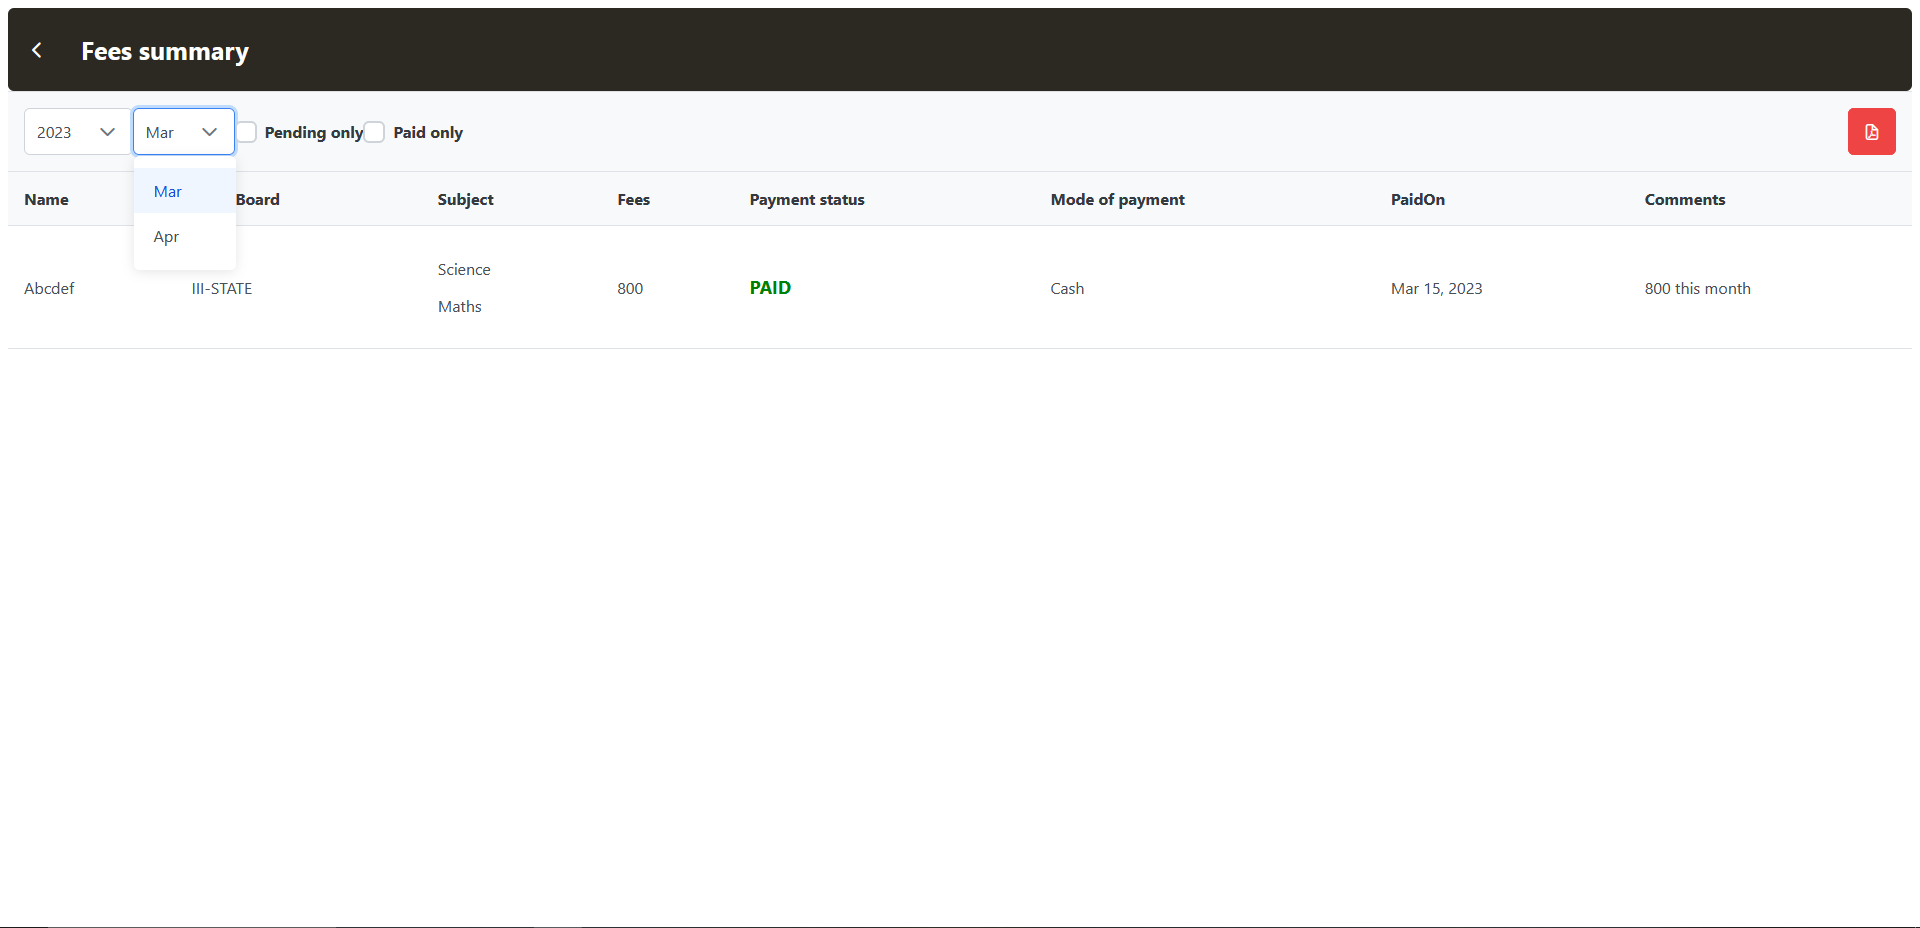 Fees summary
2023 Mar Pending only Paid only
Mar
Apr
Name Board Subject Fees Payment status Mode of payment PaidOn Comments
Abcdef III-STATE Science 800 PAID Cash Mar 15, 2023 800 this month
Maths